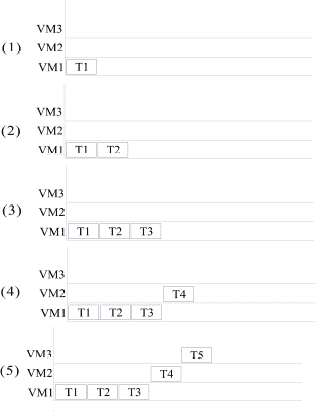 VM3
(1) VM2
VM1 T1
VM3
(2) VM2
VM1 T1 T2
VM3
(3) VM2
VM1 T1 T2 T3
VM3
(4) VM2 T4
VM1 T1 T2 T3
VM3 T5
(5) VM2 T4
VM1 T1 T2 T3